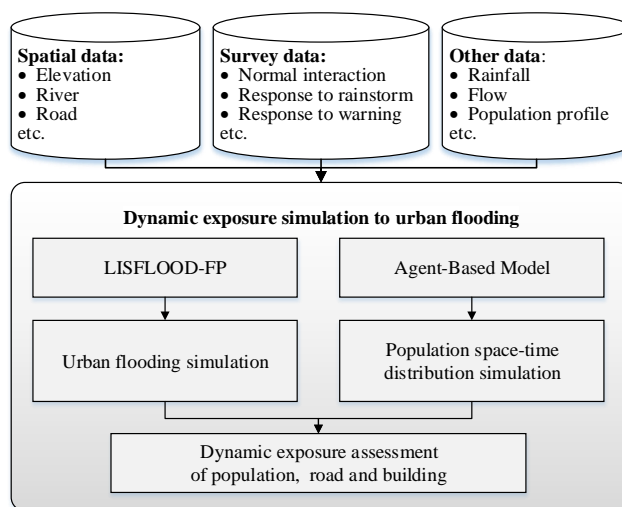 Spatial data:
• Elevation
• River
• Road
etc.
Survey data:
• Normal interaction
• Response to rainstorm
• Response to warning
etc.
Other data:
• Rainfall
• Flow
• Population profile
etc.
Dynamic exposure simulation to urban flooding
LISFLOOD-FP
Agent-Based Model
Urban flooding simulation
Population space-time
distribution simulation
Dynamic exposure assessment
of population, road and building